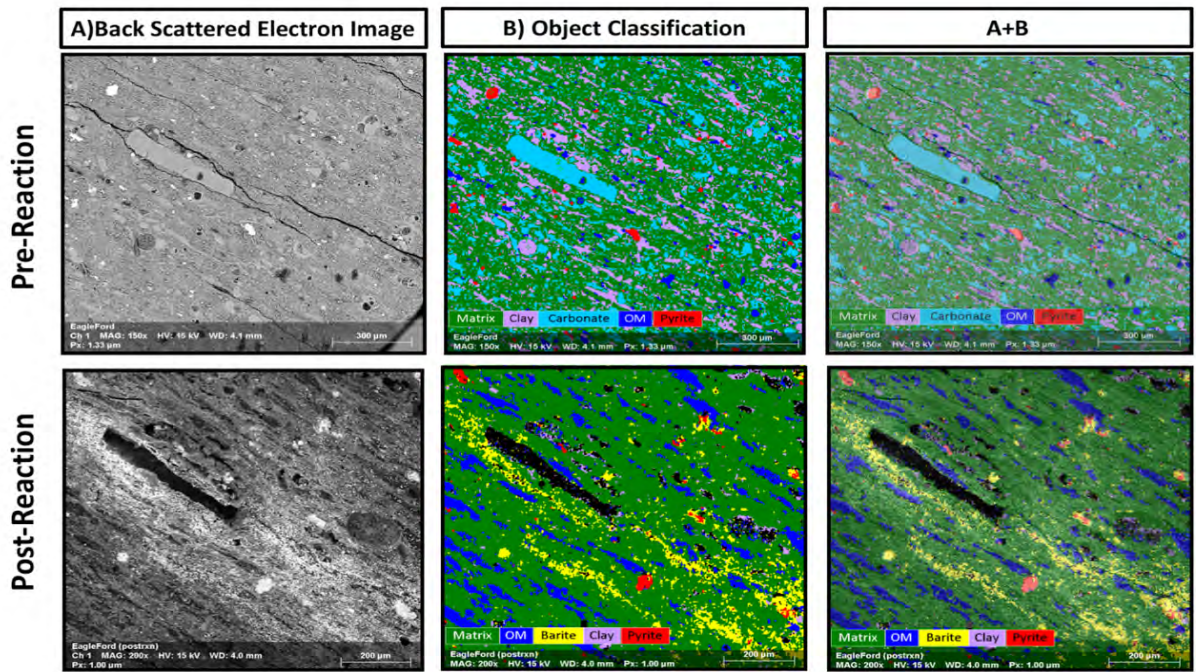 A)Back Scattered Electron Image
B) Object Classification
A+B
Pre-Reaction
EagleFord
Ch 1 MAG: 150x HV: 15 kV WD: 4.1 mm
Px: 1.33 µm
300 µm
Matrix Clay Carbonate OM Pyrite
EagleFord
MAG: 150x HV: 15 kV WD: 4.1 mm Px: 1.33 µm
300 µm
Matrix Clay Carbonate OM Pyrite
EagleFord
MAG: 150x HV: 15 kV WD: 4.1 mm Px: 1.33 µm
300 µm
Post-Reaction
EagleFord (postrxn)
Ch 1 MAG: 200x HV: 15 kV WD: 4.0 mm
Px: 1.00 µm
200 µm
Matrix OM Barite Clay Pyrite
EagleFord (postrxn)
MAG: 200x HV: 15 kV WD: 4.0 mm Px: 1.00 µm
200 µm
Matrix OM Barite Clay Pyrite
EagleFord (postrxn)
MAG: 200x HV: 15 kV WD: 4.0 mm Px: 1.00 µm
200 µm